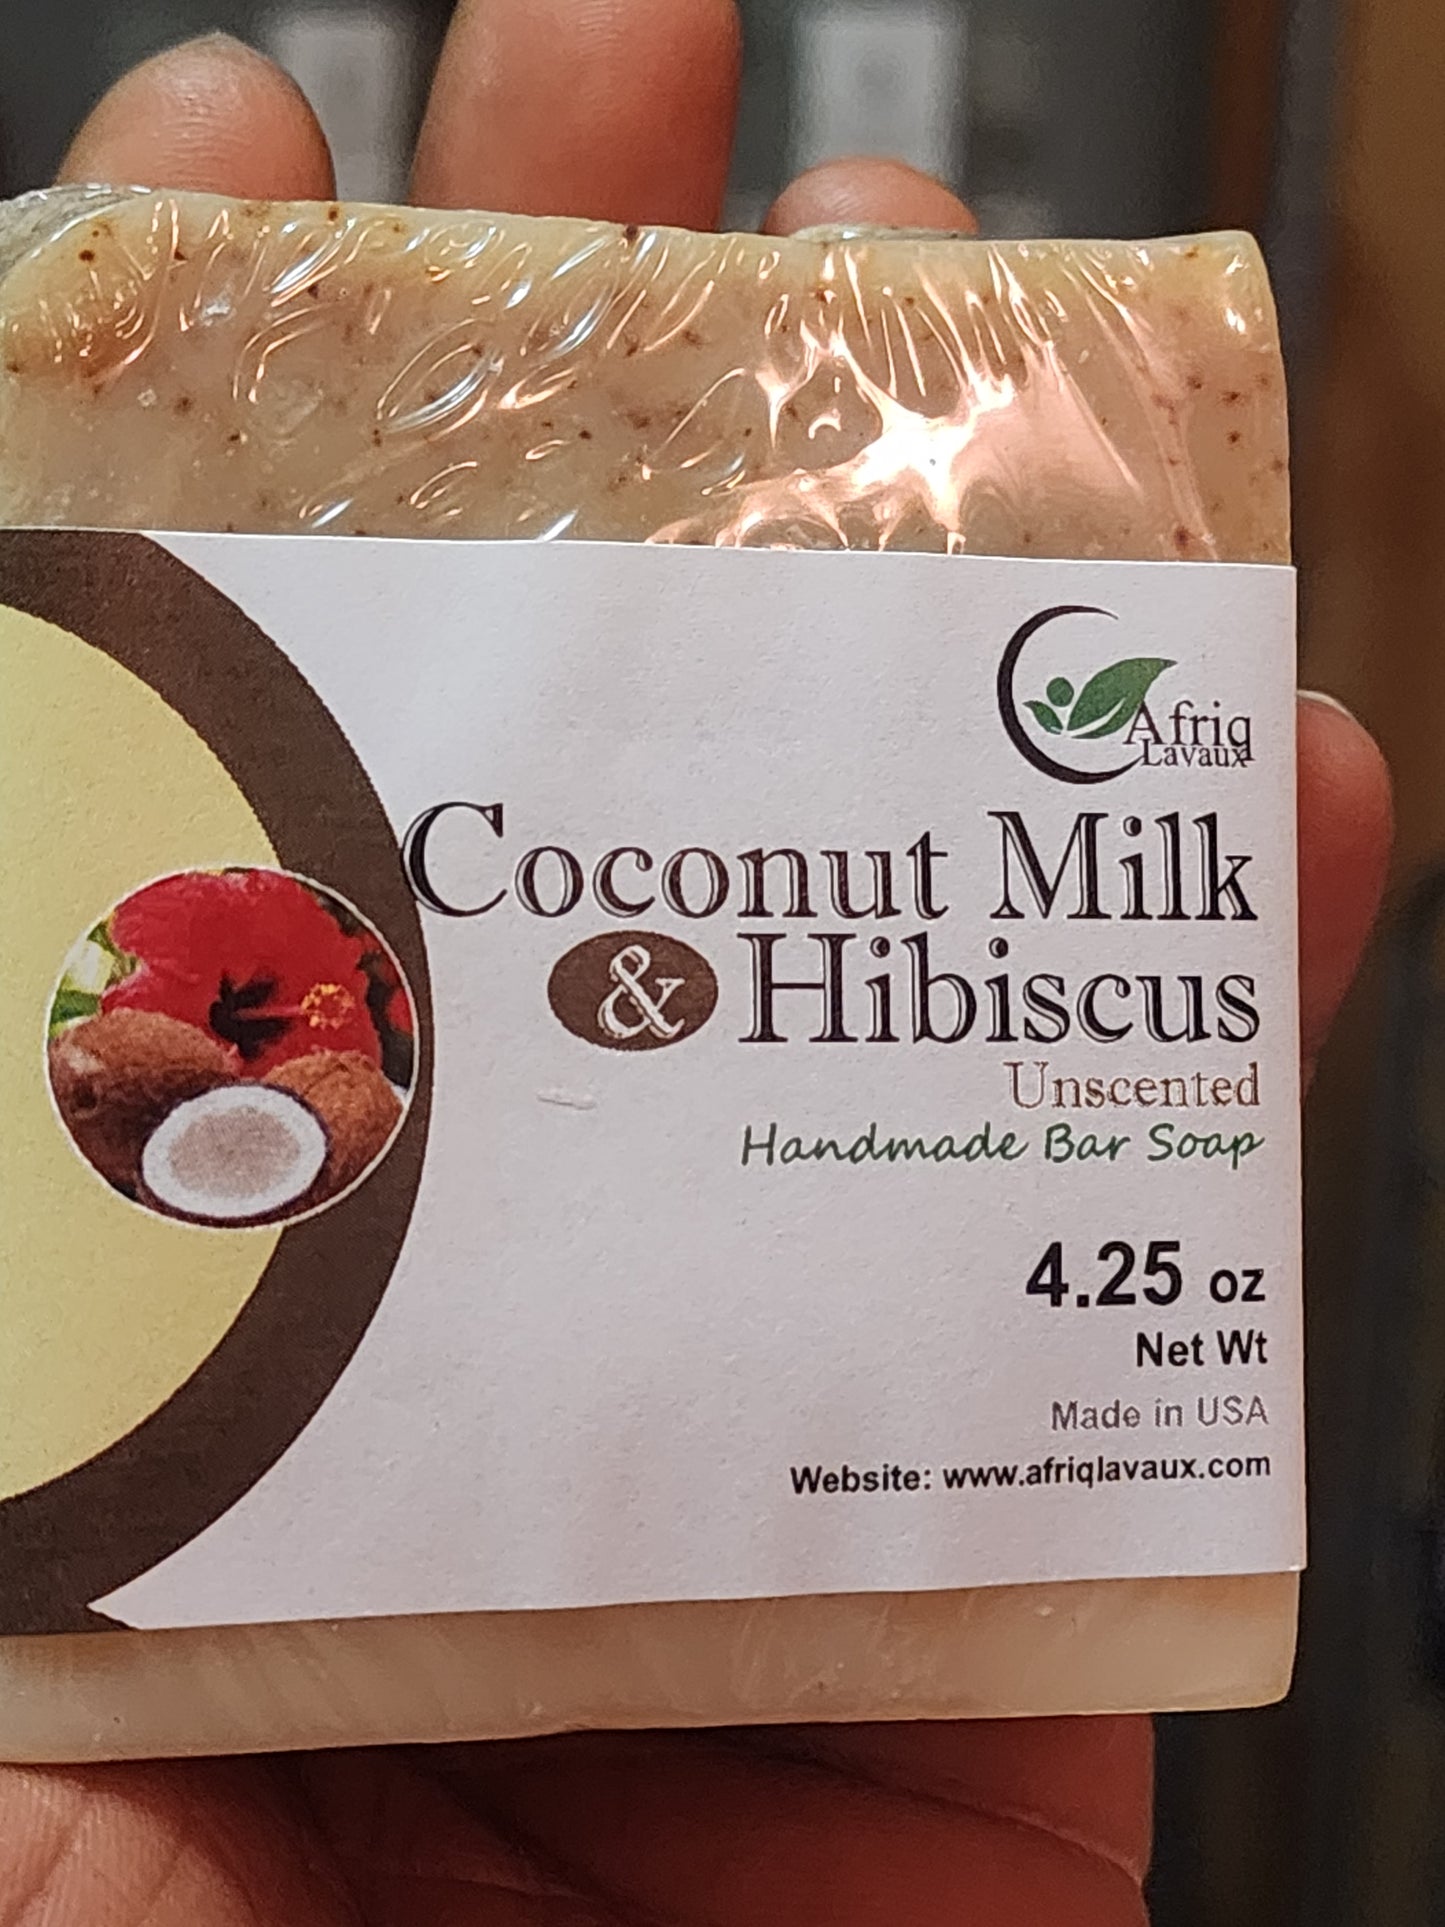 Afriq
Lavaux
Coconut Milk
& Hibiscus
Unscented
Handmade Bar Soap
4.25 oz
Net Wt
Made in USA
Website: www.afriqlavaux.com